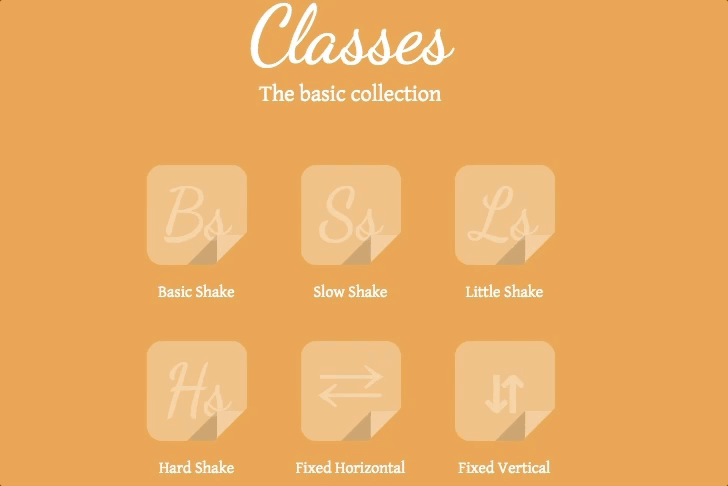 Classes
The basic collection
Bs Ss Ls
Basic Shake Slow Shake Little Shake
Hs
Hard Shake Fixed Horizontal Fixed Vertical